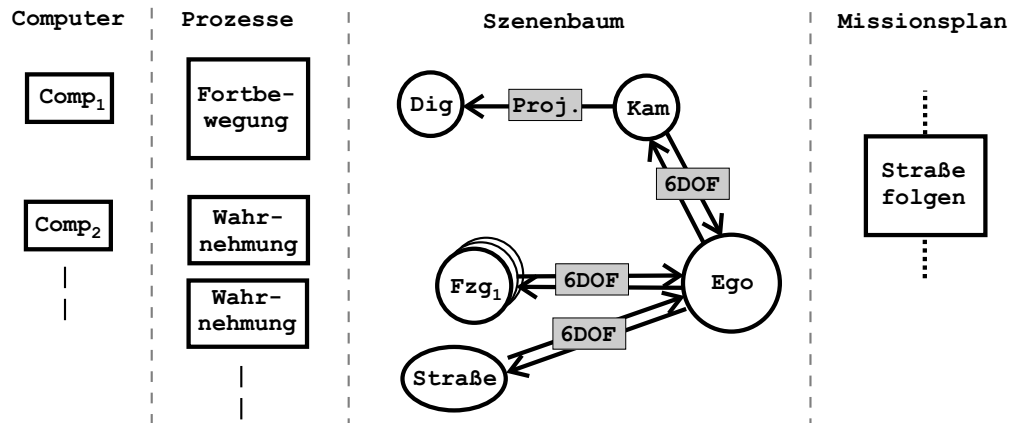 Computer
Prozesse
Szenenbaum
Missionsplan
Comp₁
Comp₂
Fortbe-
wegung
Wahr-
nehmung
Wahr-
nehmung
Dig
Proj.
Kam
6DOF
Fzg₁
6DOF
Ego
6DOF
Straße
Straße
folgen